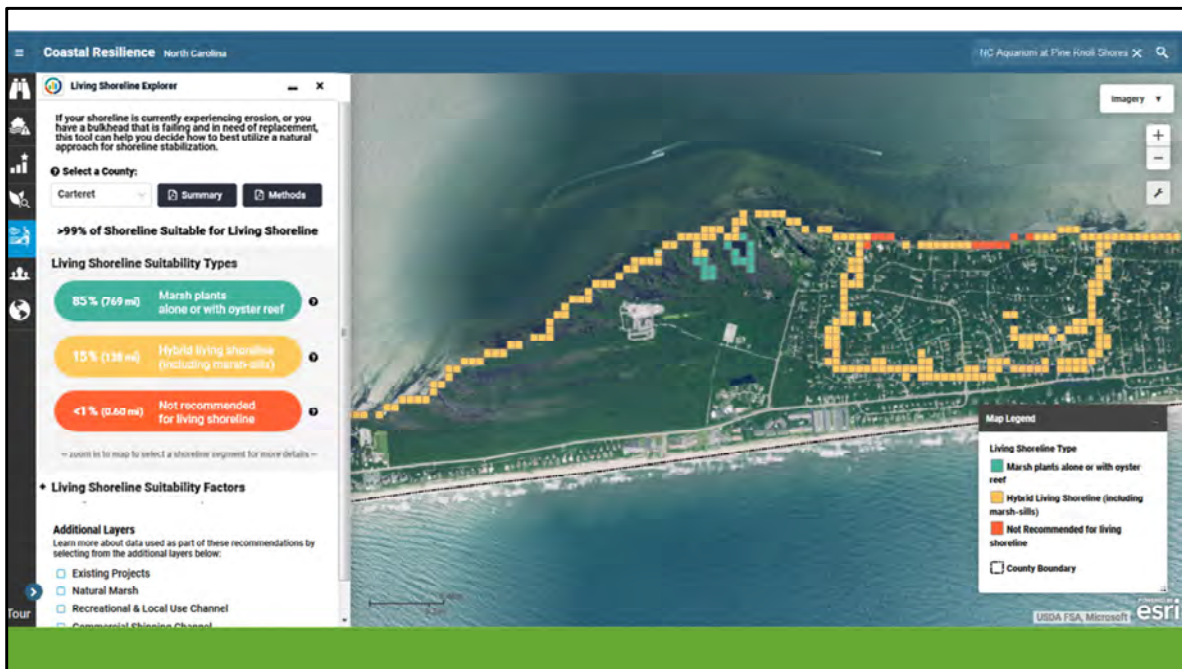 Coastal Resilience North Carolina
NC Aquarium at Pine Knoll Shores
Living Shoreline Explorer
If your shoreline is currently experiencing erosion, or you
have a bulkhead that is failing and in need of replacement,
this tool can help you decide how to best utilize a natural
approach for shoreline stabilization.
Select a County:
Carteret
Summary
Methods
>99% of Shoreline Suitable for Living Shoreline
Living Shoreline Suitability Types
85% (769 mi) Marsh plants
alone or with oyster reef
15% (138 mi) Hybrid living shoreline
(including marsh-sills)
<1% (0.60 mi) Not recommended
for living shoreline
-- zoom in to map to select a shoreline segment for more details --
+ Living Shoreline Suitability Factors
Additional Layers
Learn more about data used as part of these recommendations by
selecting from the additional layers below:
Existing Projects
Natural Marsh
Recreational & Local Use Channel
Commercial Shipping Channel
Tour
Imagery
Map Legend
Living Shoreline Type
Marsh plants alone or with oyster
reef
Hybrid Living Shoreline (including
marsh-sills)
Not Recommended for living
shoreline
County Boundary
USDA FSA, Microsoft
POWERED BY
esri